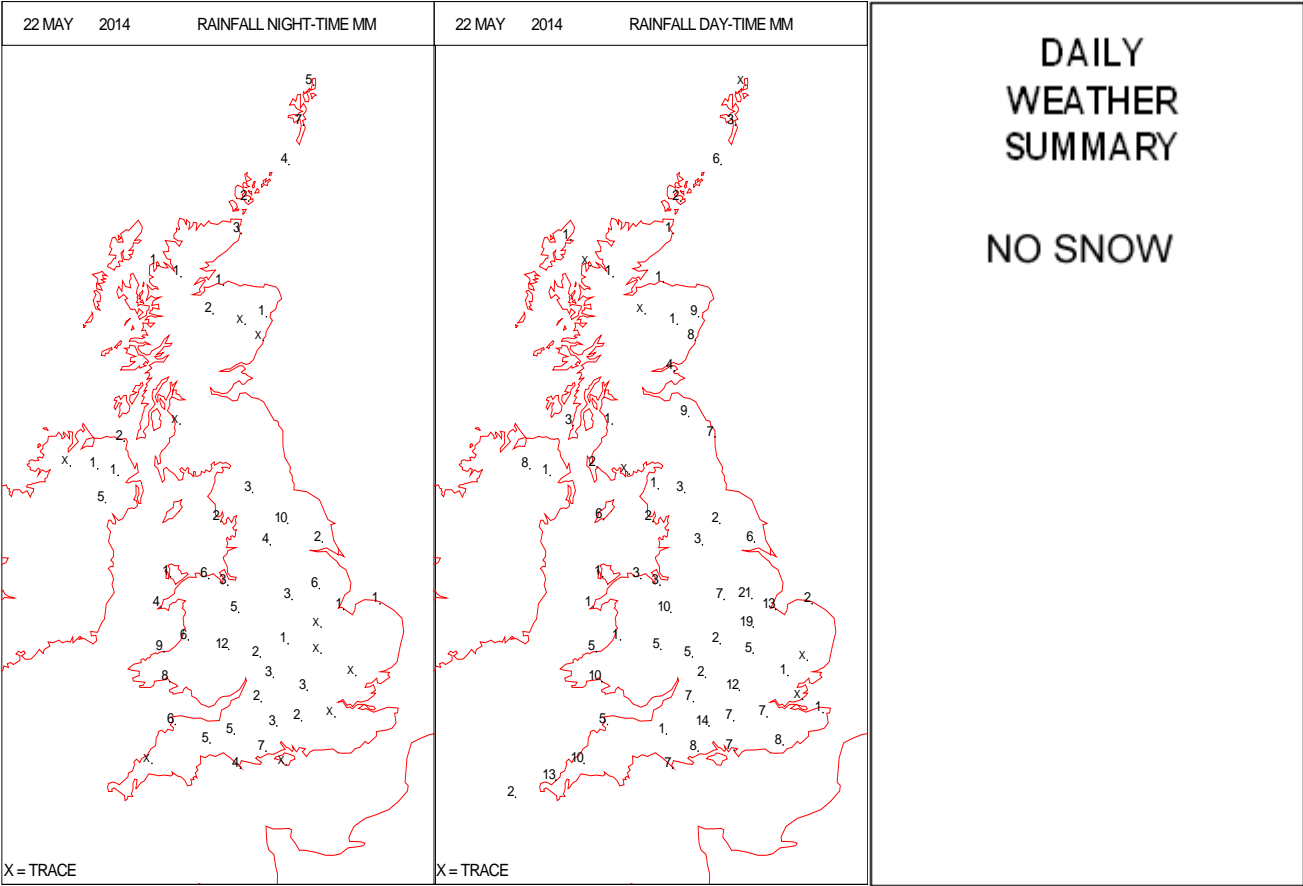 22 MAY 2014 RAINFALL NIGHT-TIME MM
5
7
4
2
3
1 1
1
2 1
x
x
x
2
x 1 1
5
3
2 10
4 2
1 6 3
3 6
4 5 1 1
x
6 1
9 12 2 x
8 3 x
3
2
6 3 2 x
5 5
7
x 4 x
X = TRACE
22 MAY 2014 RAINFALL DAY-TIME MM
x
3
6
2
1 1
x 1
1
x 1 9
8
4
9
3 1 7
8 1 2 x
1 3
6 2 2
3 6
1 3 3
7 21
1 10 13 2
19
1 2
5 5 5 5 x
10 2 1
12
7 x
5 14 7 7 1
1
8 7 8
10 7
13
2
X = TRACE
DAILY
WEATHER
SUMMARY
NO SNOW